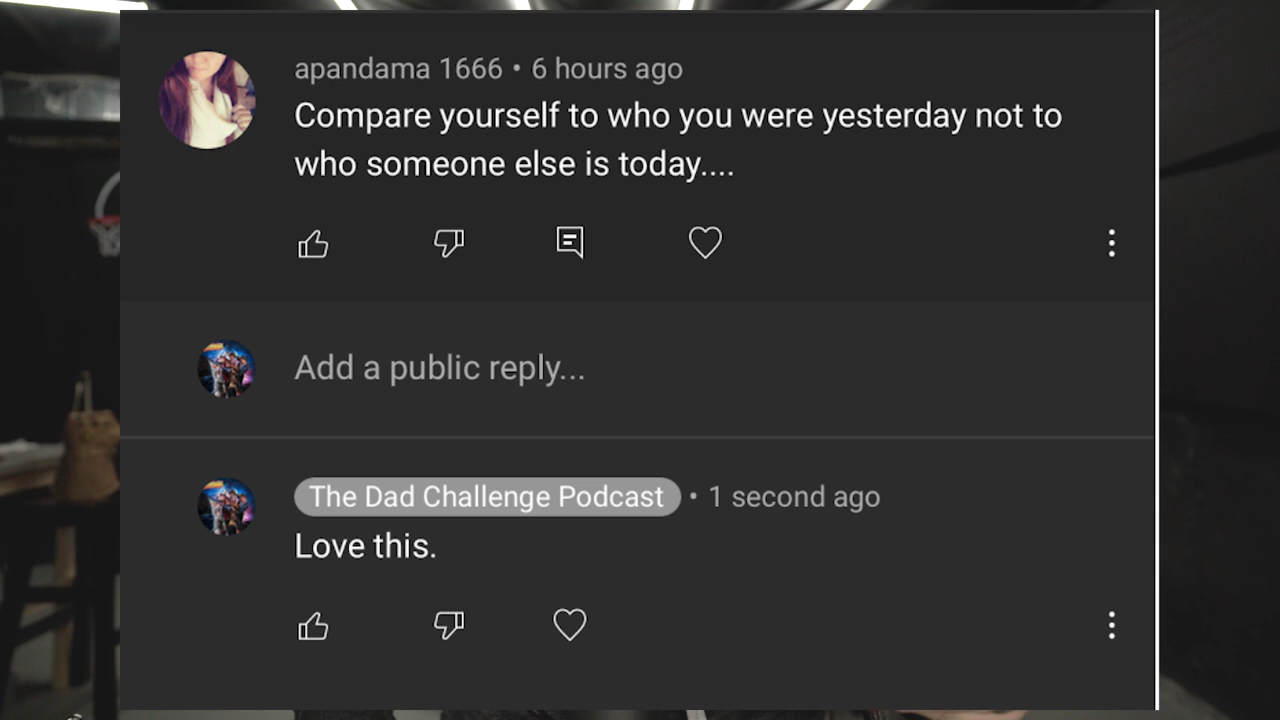 apandama 1666 • 6 hours ago
Compare yourself to who you were yesterday not to
who someone else is today....
Add a public reply...
The Dad Challenge Podcast • 1 second ago
Love this.